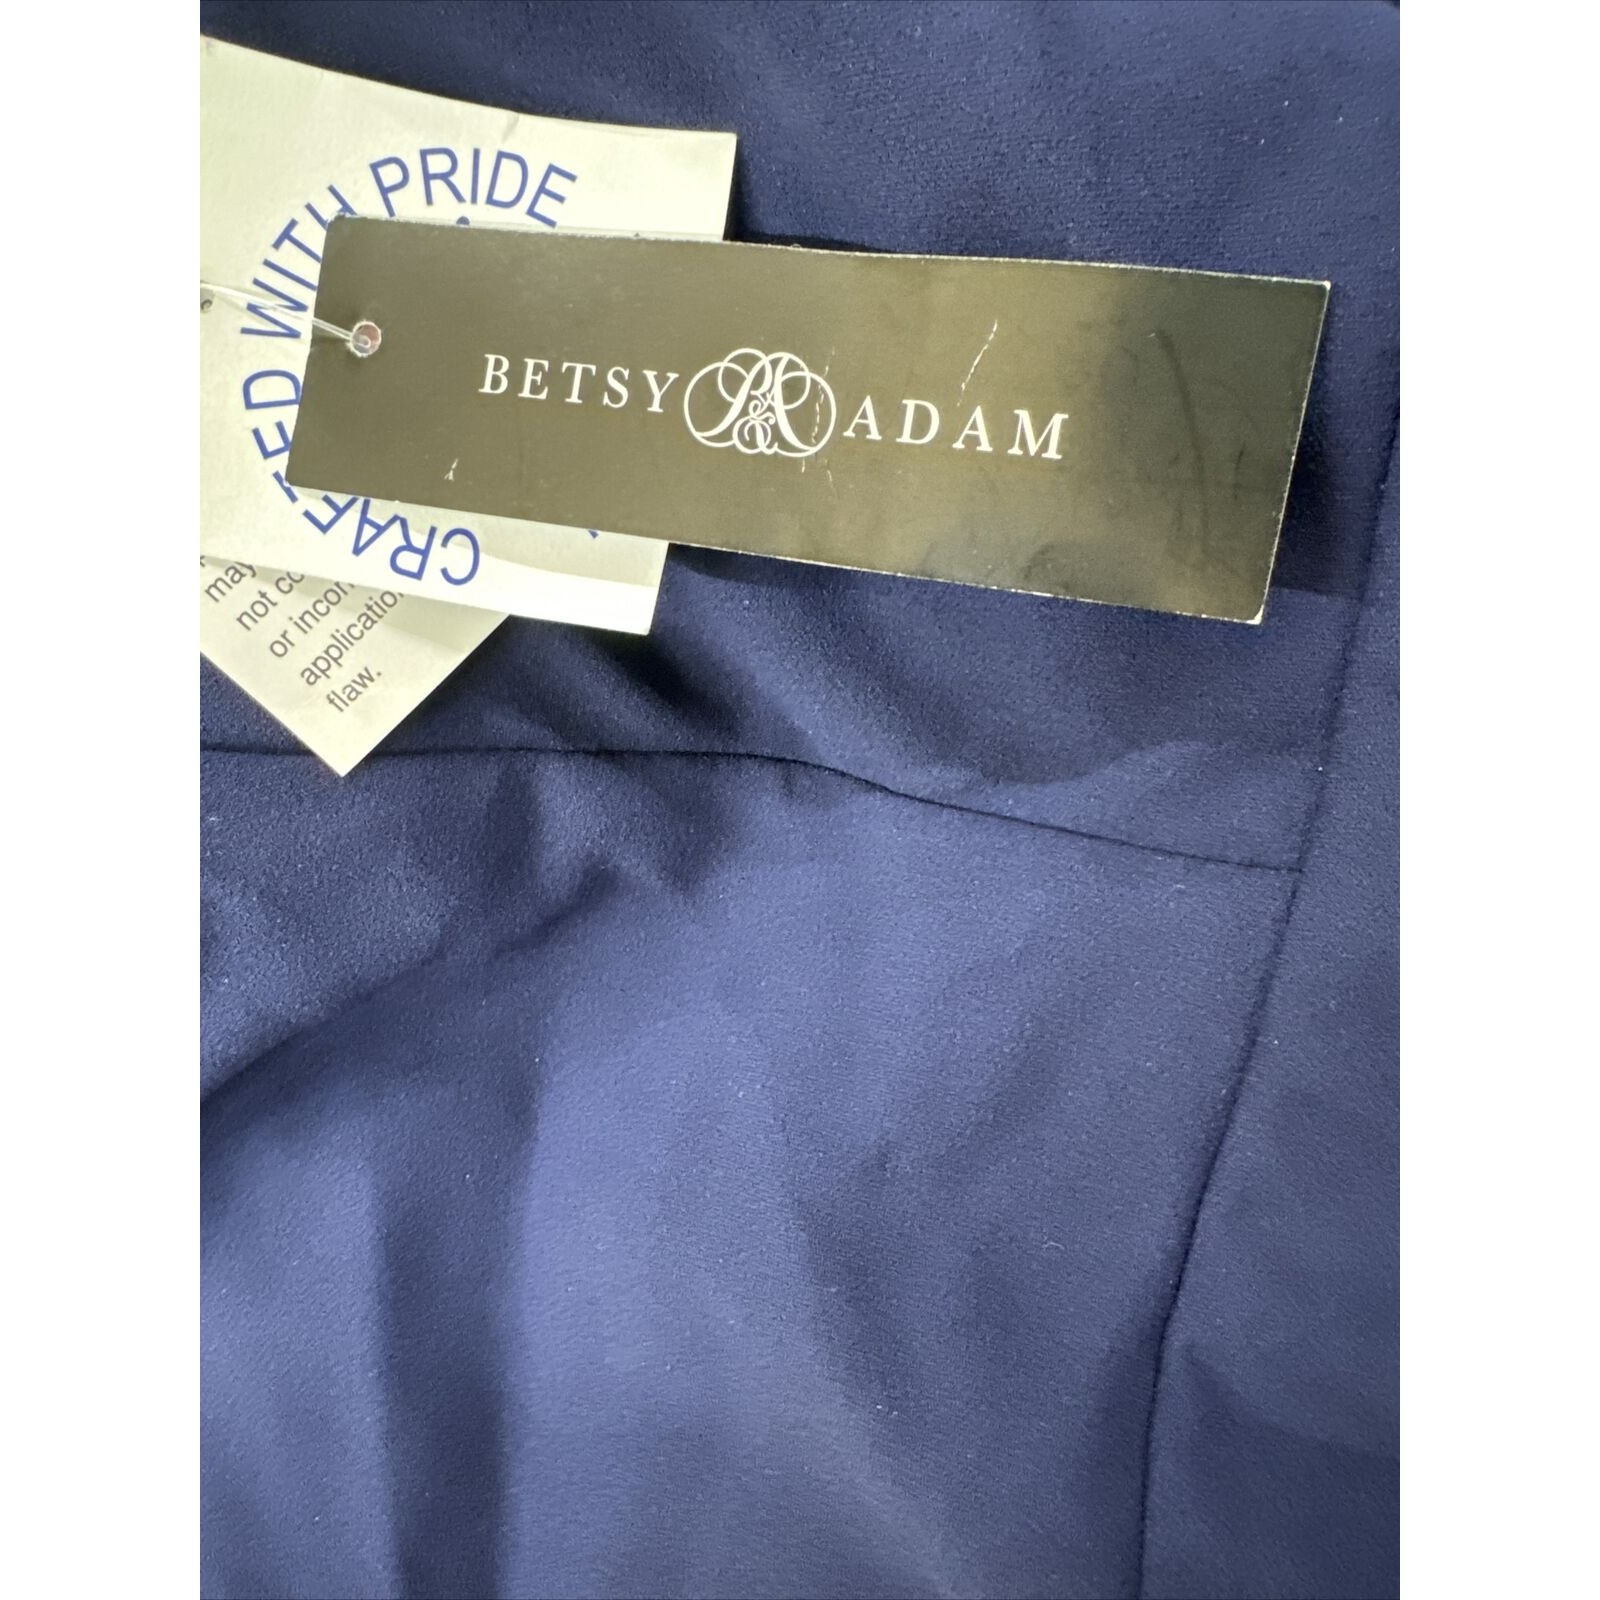 CRAFTED WITH PRIDE
BETSY B&A ADAM
may
not co
or incor
application
flaw.